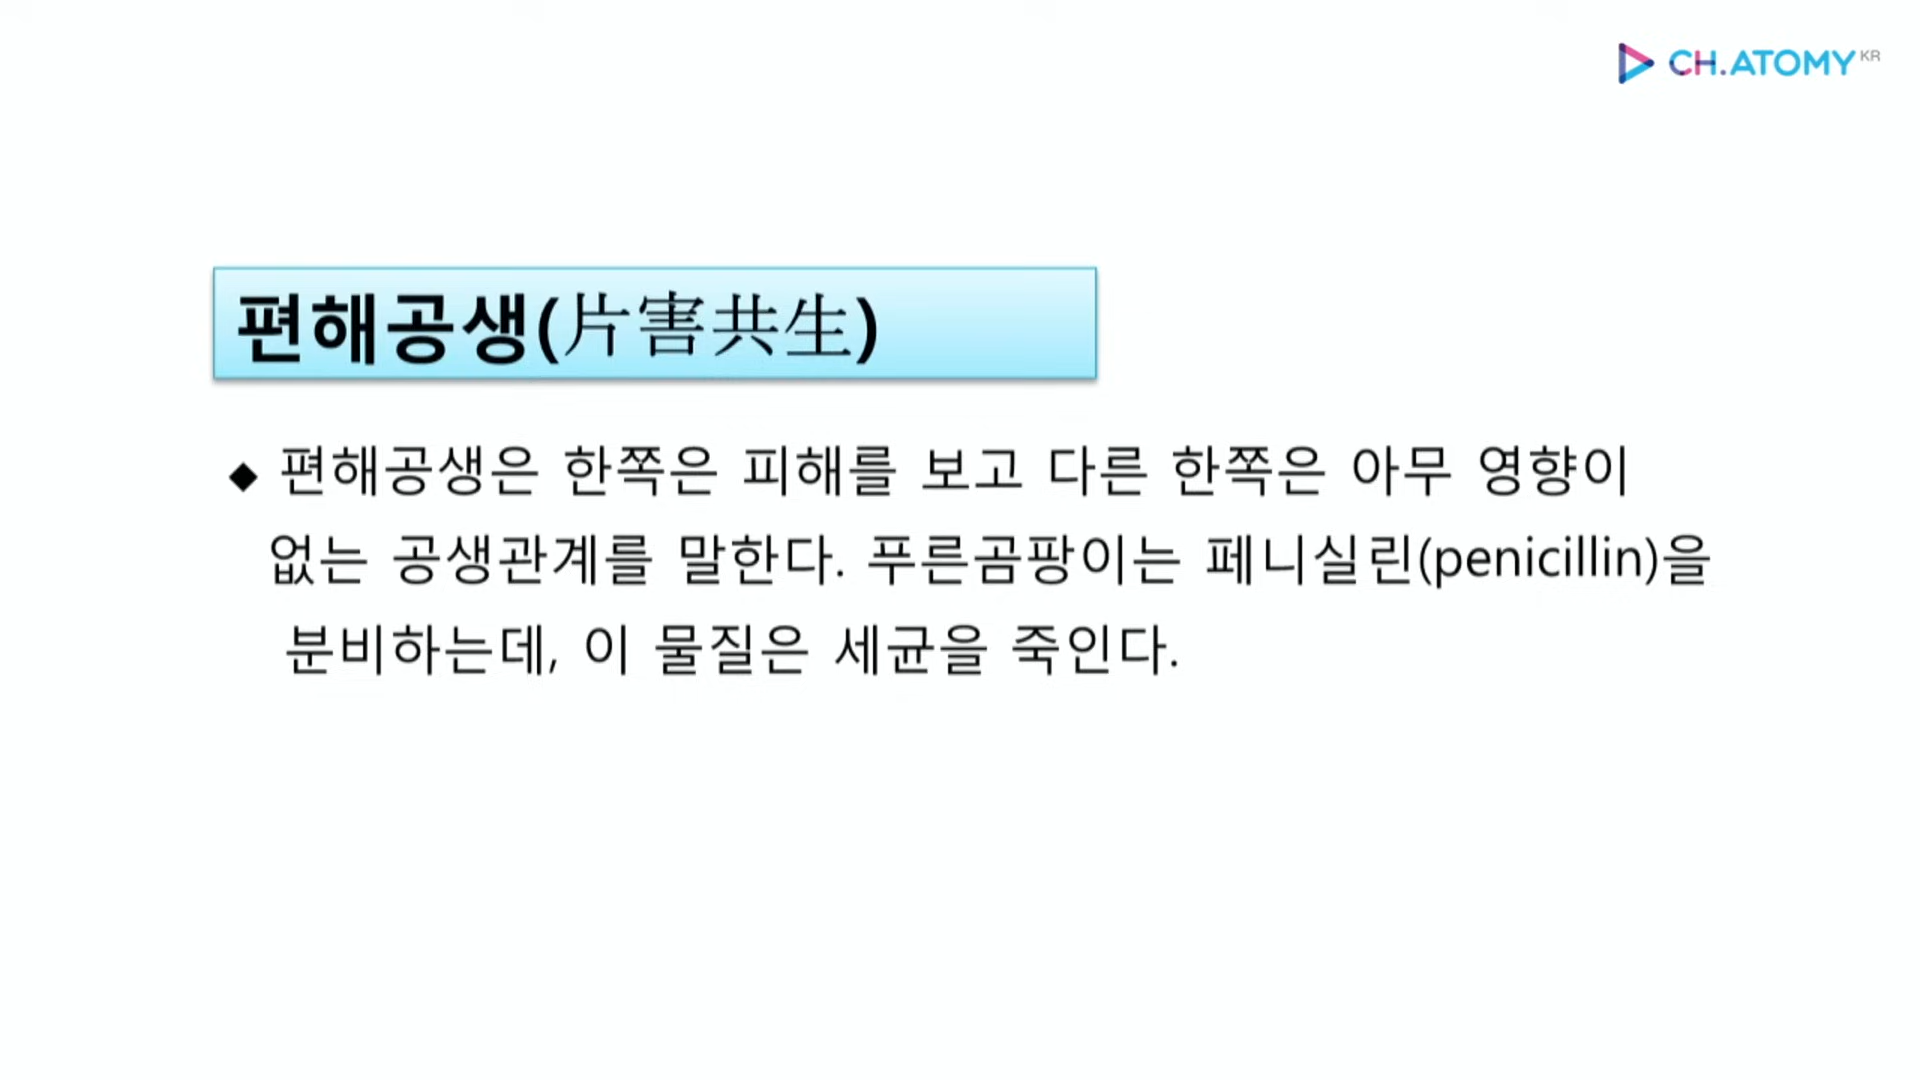 CH.ATOMY KR
편해공생(片害共生)
◆ 편해공생은 한쪽은 피해를 보고 다른 한쪽은 아무 영향이
없는 공생관계를 말한다. 푸른곰팡이는 페니실린(penicillin)을
분비하는데, 이 물질은 세균을 죽인다.